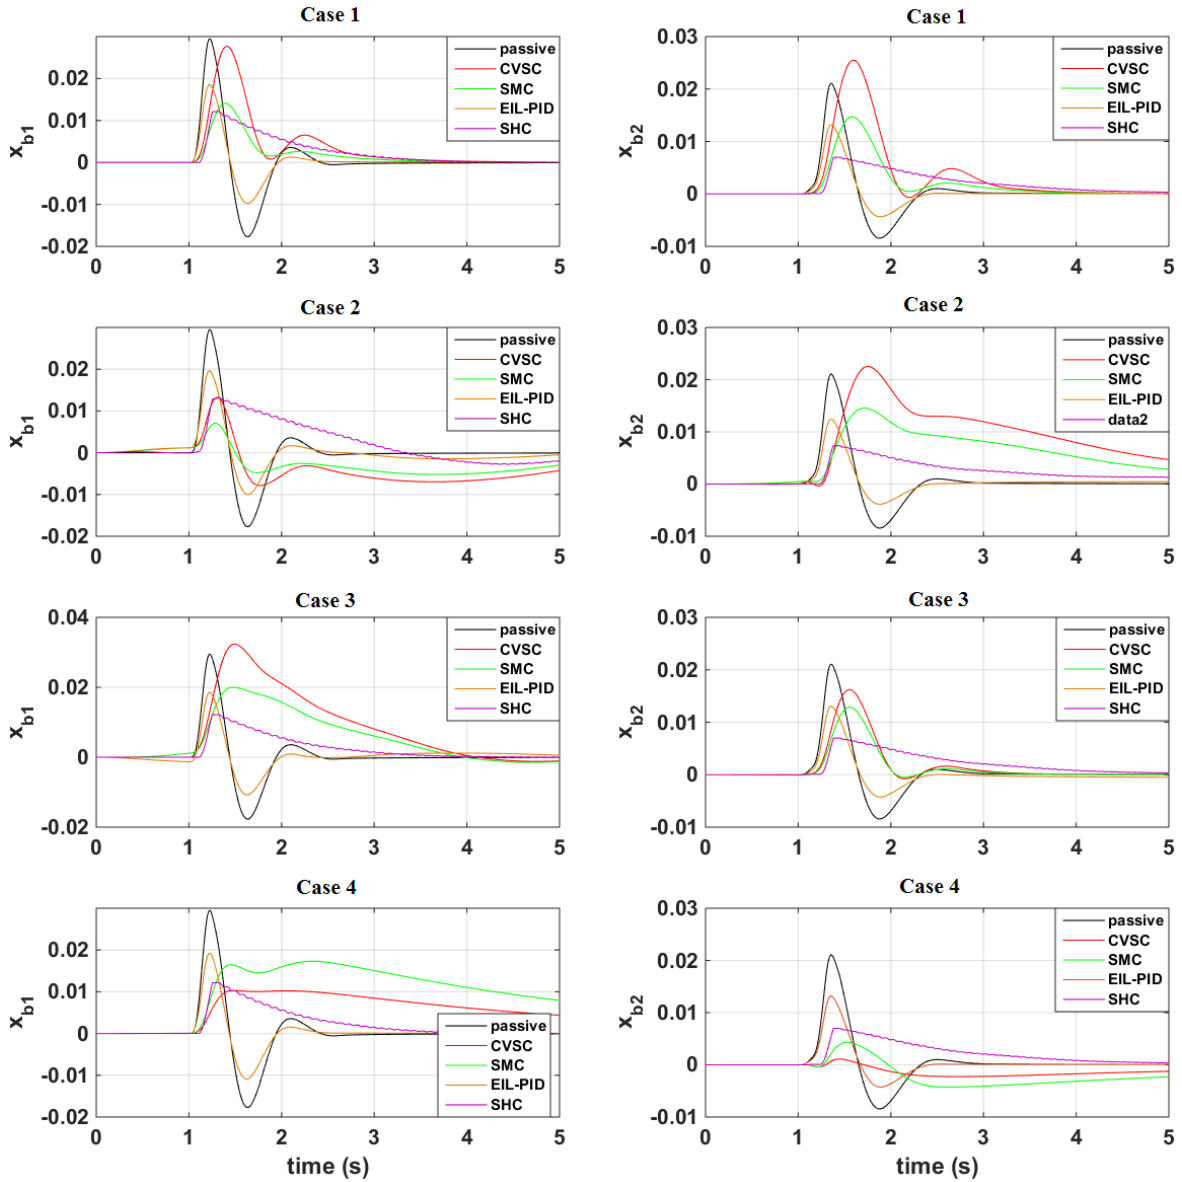 Case 1
0.02
0.01
0
-0.01
-0.02
x_b1
0 1 2 3 4 5
passive
CVSC
SMC
EIL-PID
SHC
Case 1
0.03
0.02
0.01
0
-0.01
x_b2
0 1 2 3 4 5
passive
CVSC
SMC
EIL-PID
SHC
Case 2
0.02
0.01
0
-0.01
-0.02
x_b1
0 1 2 3 4 5
passive
CVSC
SMC
EIL-PID
SHC
Case 2
0.03
0.02
0.01
0
-0.01
x_b2
0 1 2 3 4 5
passive
CVSC
SMC
EIL-PID
data2
Case 3
0.04
0.02
0
-0.02
x_b1
0 1 2 3 4 5
passive
CVSC
SMC
EIL-PID
SHC
Case 3
0.03
0.02
0.01
0
-0.01
x_b2
0 1 2 3 4 5
passive
CVSC
SMC
EIL-PID
SHC
Case 4
0.02
0.01
0
-0.01
-0.02
x_b1
0 1 2 3 4 5
time (s)
passive
CVSC
SMC
EIL-PID
SHC
Case 4
0.03
0.02
0.01
0
-0.01
x_b2
0 1 2 3 4 5
time (s)
passive
CVSC
SMC
EIL-PID
SHC